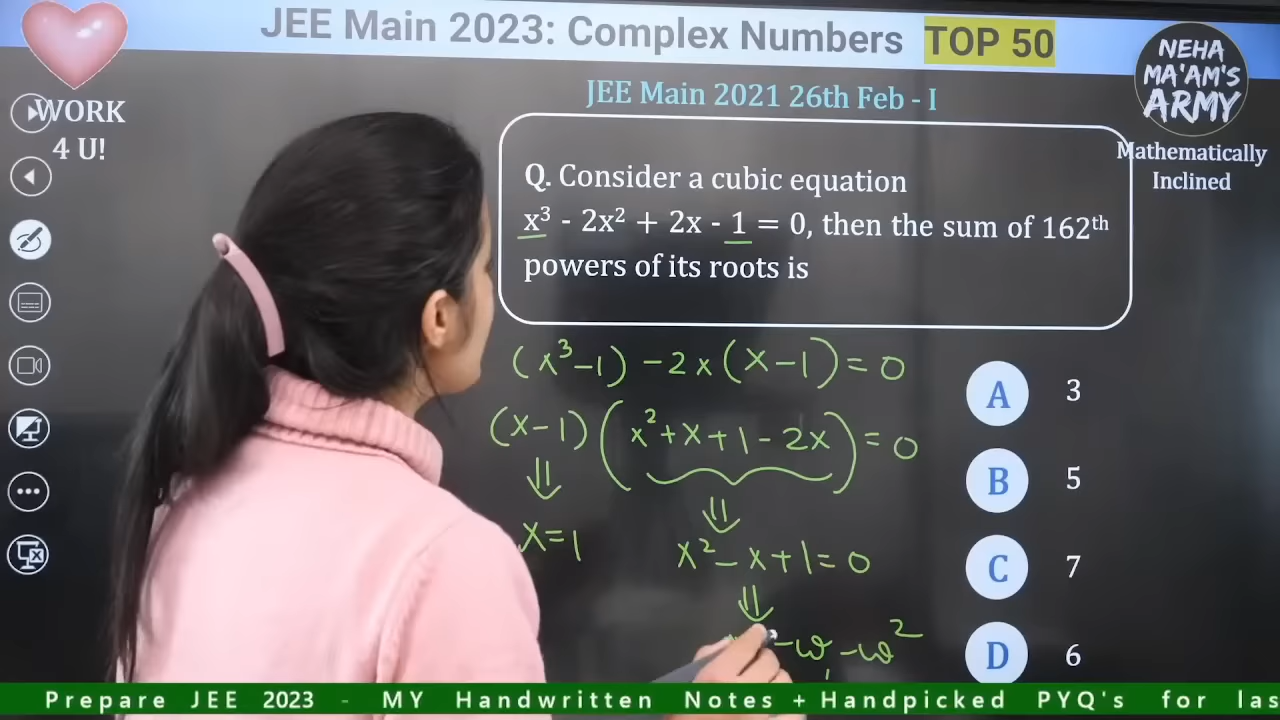 JEE Main 2023: Complex Numbers TOP 50
WORK
4 U!
NEHA
MA'AM'S
ARMY
Mathematically
Inclined
JEE Main 2021 26th Feb - I
Q. Consider a cubic equation
x³ - 2x² + 2x - 1 = 0, then the sum of 162ᵗʰ
powers of its roots is
(x³-1) -2x(x-1) = 0
(x-1)(x²+x+1-2x) = 0
x=1
x²-x+1=0
-ω, -ω²
A 3
B 5
C 7
D 6
Prepare JEE 2023 - MY Handwritten Notes + Handpicked PYQ's for las